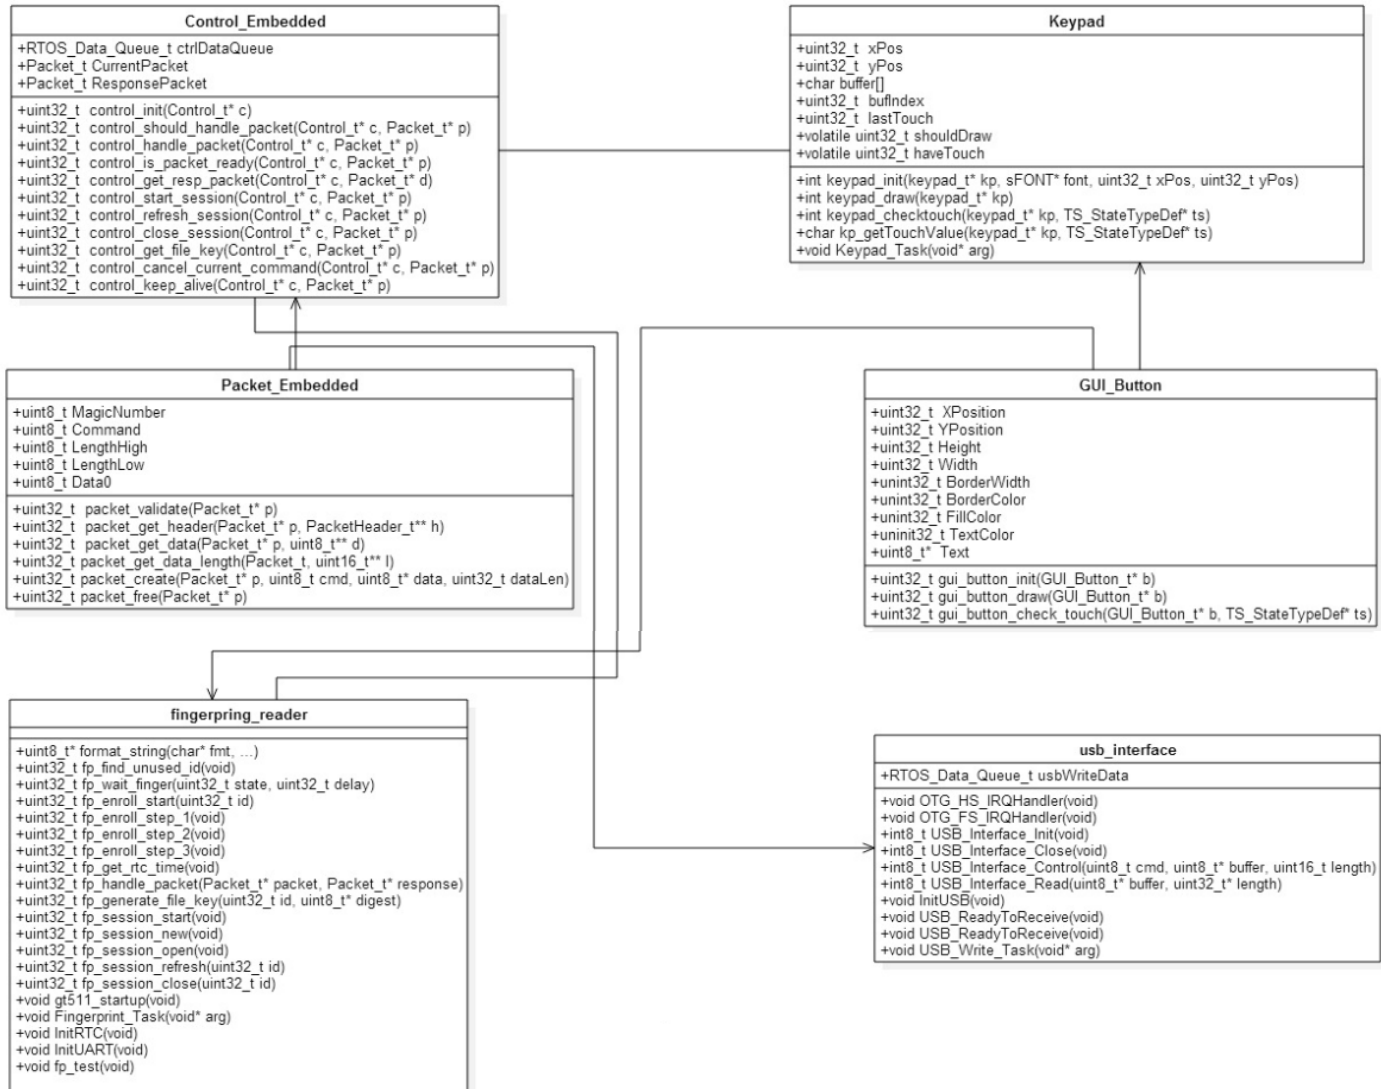 Control_Embedded
+RTOS_Data_Queue_t ctrlDataQueue
+Packet_t CurrentPacket
+Packet_t ResponsePacket
+uint32_t control_init(Control_t* c)
+uint32_t control_should_handle_packet(Control_t* c, Packet_t* p)
+uint32_t control_handle_packet(Control_t* c, Packet_t* p)
+uint32_t control_is_packet_ready(Control_t* c, Packet_t* p)
+uint32_t control_get_resp_packet(Control_t* c, Packet_t* d)
+uint32_t control_start_session(Control_t* c, Packet_t* p)
+uint32_t control_refresh_session(Control_t* c, Packet_t* p)
+uint32_t control_close_session(Control_t* c, Packet_t* p)
+uint32_t control_get_file_key(Control_t* c, Packet_t* p)
+uint32_t control_cancel_current_command(Control_t* c, Packet_t* p)
+uint32_t control_keep_alive(Control_t* c, Packet_t* p)
Keypad
+uint32_t xPos
+uint32_t yPos
+char buffer[]
+uint32_t bufIndex
+uint32_t lastTouch
+volatile uint32_t shouldDraw
+volatile uint32_t haveTouch
+int keypad_init(keypad_t* kp, sFONT* font, uint32_t xPos, uint32_t yPos)
+int keypad_draw(keypad_t* kp)
+int keypad_checktouch(keypad_t* kp, TS_StateTypeDef* ts)
+char kp_getTouchValue(keypad_t* kp, TS_StateTypeDef* ts)
+void Keypad_Task(void* arg)
Packet_Embedded
+uint8_t MagicNumber
+uint8_t Command
+uint8_t LengthHigh
+uint8_t LengthLow
+uint8_t Data0
+uint32_t packet_validate(Packet_t* p)
+uint32_t packet_get_header(Packet_t* p, PacketHeader_t** h)
+uint32_t packet_get_data(Packet_t* p, uint8_t** d)
+uint32_t packet_get_data_length(Packet_t, uint16_t** l)
+uint32_t packet_create(Packet_t* p, uint8_t cmd, uint8_t* data, uint32_t dataLen)
+uint32_t packet_free(Packet_t* p)
GUI_Button
+uint32_t XPosition
+uint32_t YPosition
+uint32_t Height
+uint32_t Width
+unint32_t BorderWidth
+unint32_t BorderColor
+unint32_t FillColor
+uninit32_t TextColor
+uint8_t* Text
+uint32_t gui_button_init(GUI_Button_t* b)
+uint32_t gui_button_draw(GUI_Button_t* b)
+uint32_t gui_button_check_touch(GUI_Button_t* b, TS_StateTypeDef* ts)
fingerpring_reader
+uint8_t* format_string(char* fmt, ...)
+uint32_t fp_find_unused_id(void)
+uint32_t fp_wait_finger(uint32_t state, uint32_t delay)
+uint32_t fp_enroll_start(uint32_t id)
+uint32_t fp_enroll_step_1(void)
+uint32_t fp_enroll_step_2(void)
+uint32_t fp_enroll_step_3(void)
+uint32_t fp_get_rtc_time(void)
+uint32_t fp_handle_packet(Packet_t* packet, Packet_t* response)
+uint32_t fp_generate_file_key(uint32_t id, uint8_t* digest)
+uint32_t fp_session_start(void)
+uint32_t fp_session_new(void)
+uint32_t fp_session_open(void)
+uint32_t fp_session_refresh(uint32_t id)
+uint32_t fp_session_close(uint32_t id)
+void gt511_startup(void)
+void Fingerprint_Task(void* arg)
+void InitRTC(void)
+void InitUART(void)
+void fp_test(void)
usb_interface
+RTOS_Data_Queue_t usbWriteData
+void OTG_HS_IRQHandler(void)
+void OTG_FS_IRQHandler(void)
+int8_t USB_Interface_Init(void)
+int8_t USB_Interface_Close(void)
+int8_t USB_Interface_Control(uint8_t cmd, uint8_t* buffer, uint16_t length)
+int8_t USB_Interface_Read(uint8_t* buffer, uint32_t* length)
+void InitUSB(void)
+void USB_ReadyToReceive(void)
+void USB_ReadyToReceive(void)
+void USB_Write_Task(void* arg)